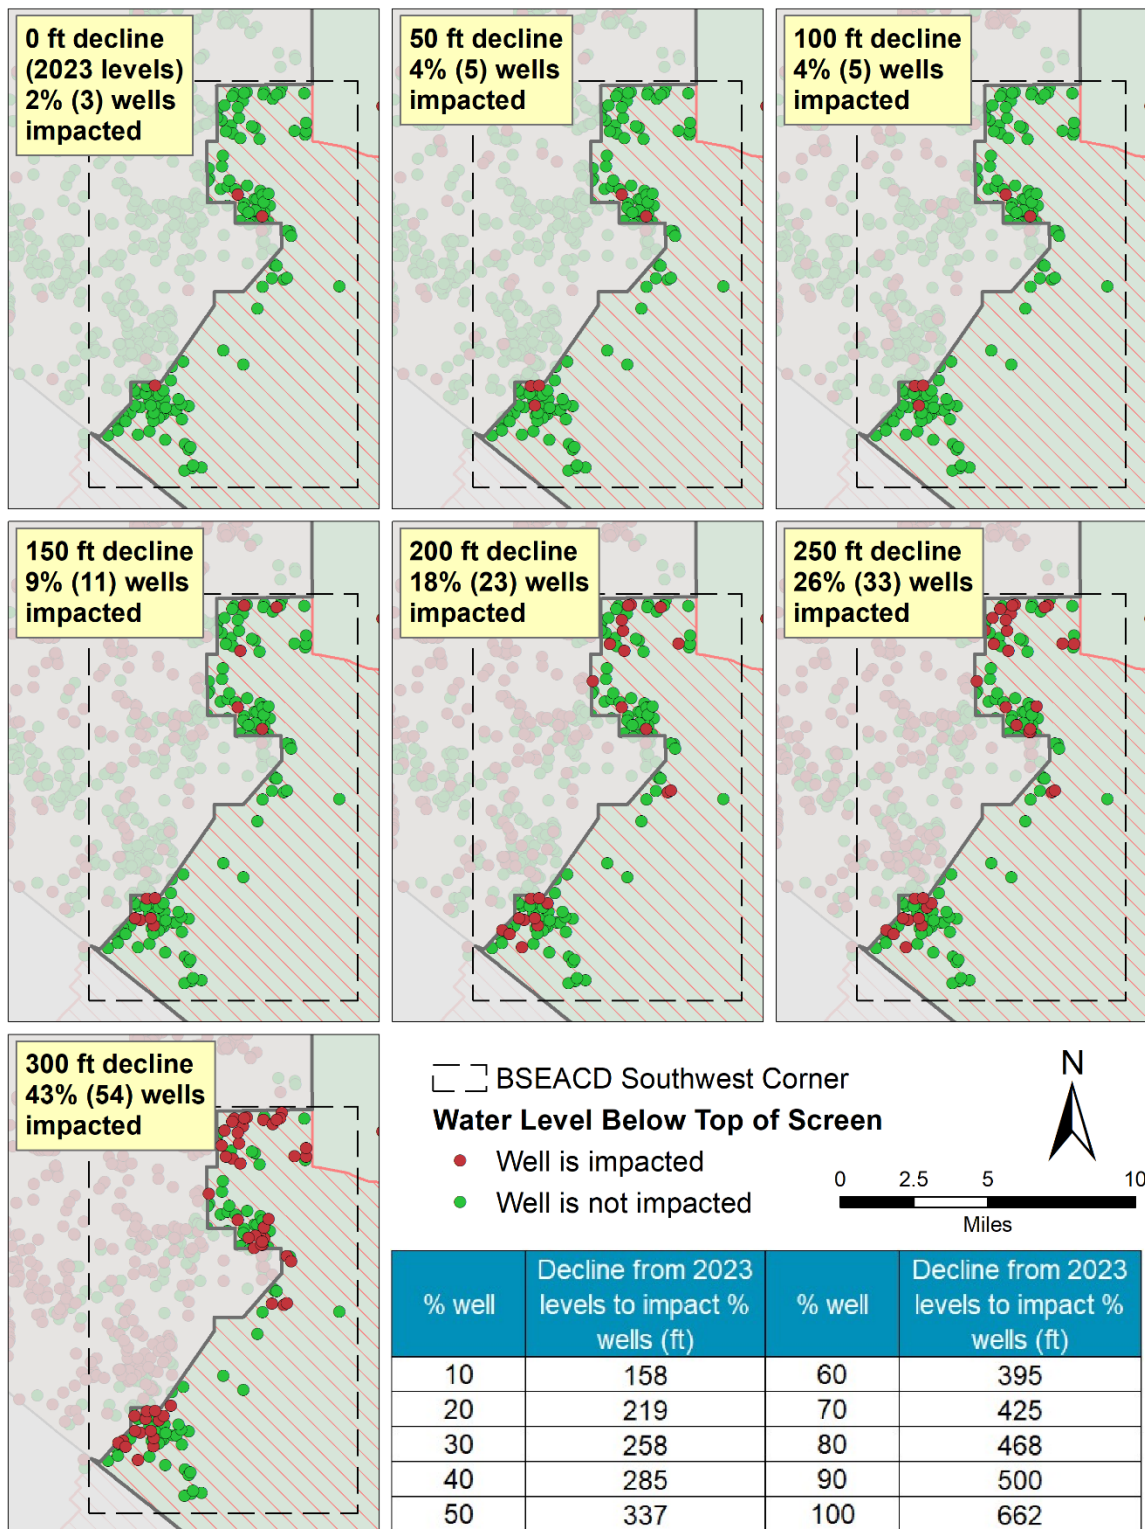 0 ft decline
(2023 levels)
2% (3) wells
impacted
50 ft decline
4% (5) wells
impacted
100 ft decline
4% (5) wells
impacted
150 ft decline
9% (11) wells
impacted
200 ft decline
18% (23) wells
impacted
250 ft decline
26% (33) wells
impacted
300 ft decline
43% (54) wells
impacted
BSEACD Southwest Corner
Water Level Below Top of Screen
Well is impacted
Well is not impacted
N
0 2.5 5 10
Miles
% well Decline from 2023 levels to impact % wells (ft) % well Decline from 2023 levels to impact % wells (ft)
10 158 60 395
20 219 70 425
30 258 80 468
40 285 90 500
50 337 100 662